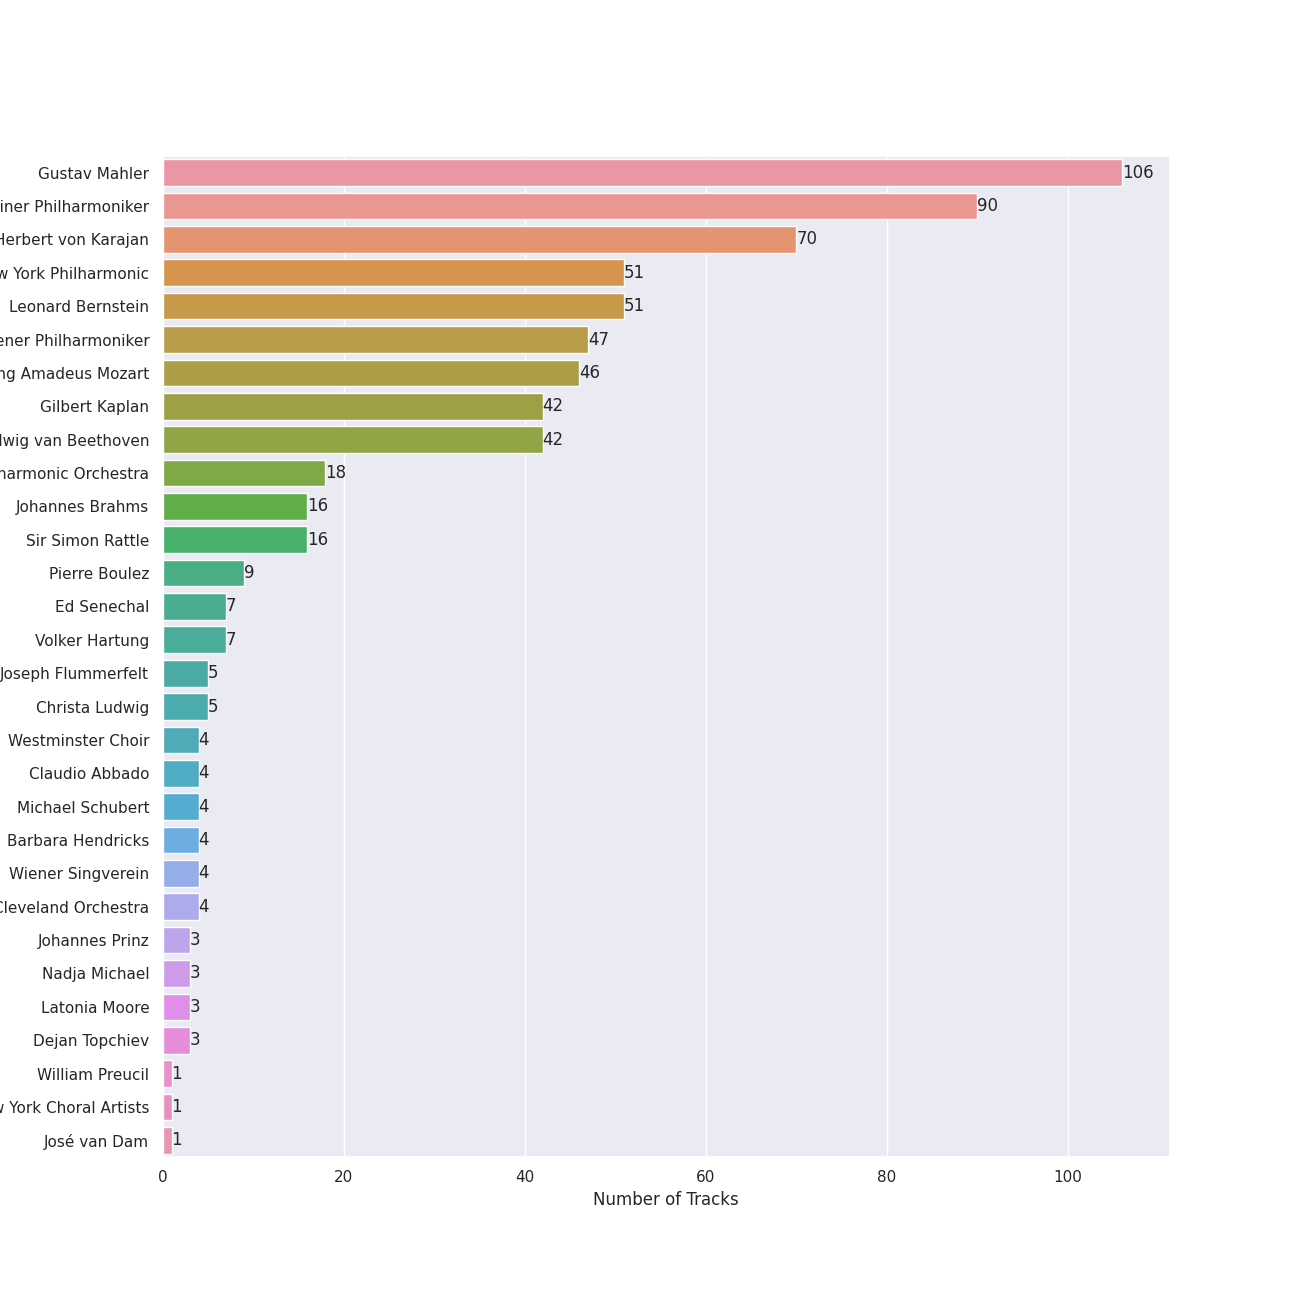 Gustav Mahler 106
iner Philharmoniker 90
Herbert von Karajan 70
w York Philharmonic 51
Leonard Bernstein 51
ener Philharmoniker 47
ng Amadeus Mozart 46
Gilbert Kaplan 42
dwig van Beethoven 42
harmonic Orchestra 18
Johannes Brahms 16
Sir Simon Rattle 16
Pierre Boulez 9
Ed Senechal 7
Volker Hartung 7
Joseph Flummerfelt 5
Christa Ludwig 5
Westminster Choir 4
Claudio Abbado 4
Michael Schubert 4
Barbara Hendricks 4
Wiener Singverein 4
Cleveland Orchestra 4
Johannes Prinz 3
Nadja Michael 3
Latonia Moore 3
Dejan Topchiev 3
William Preucil 1
w York Choral Artists 1
José van Dam 1
0 20 40 60 80 100
Number of Tracks